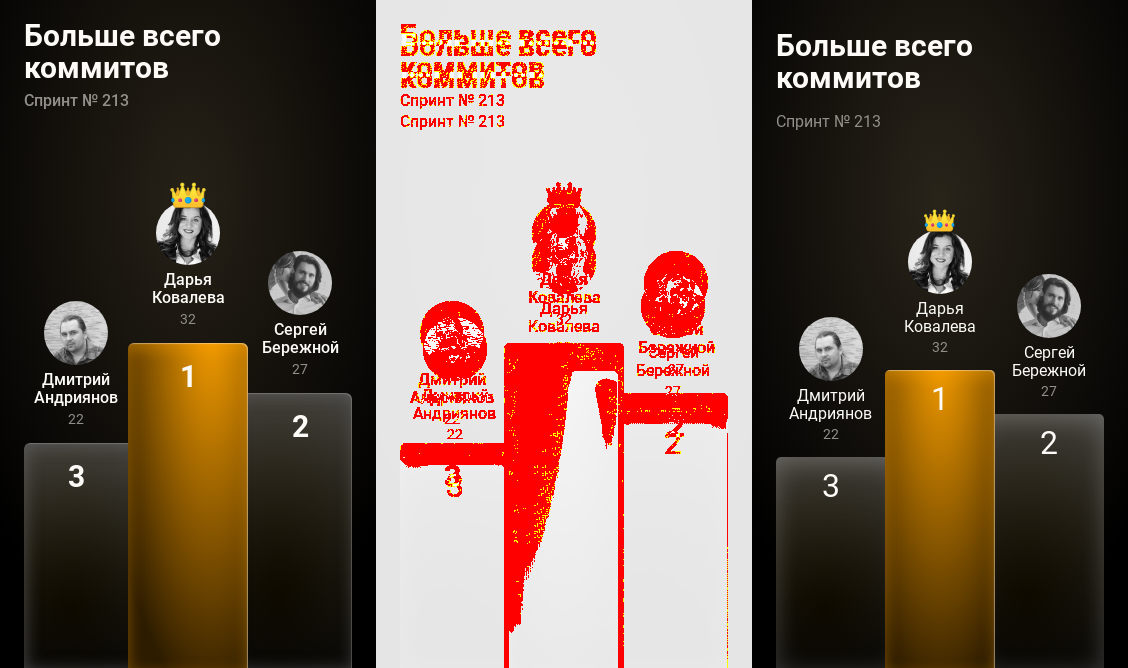 Больше всего
коммитов
Спринт № 213
Дарья
Ковалева
32
Сергей
Бережной
27
Дмитрий
Андриянов
22
1
2
3
Больше всего
коммитов
Спринт № 213
Спринт № 213
Дарья
Ковалева
32
Дарья
Ковалева
Сергей
Бережной
Бережной
27
Дмитрий
Андриянов
22
22
2
3
Больше всего
коммитов
Спринт № 213
Дарья
Ковалева
32
Сергей
Бережной
27
Дмитрий
Андриянов
22
1
2
3